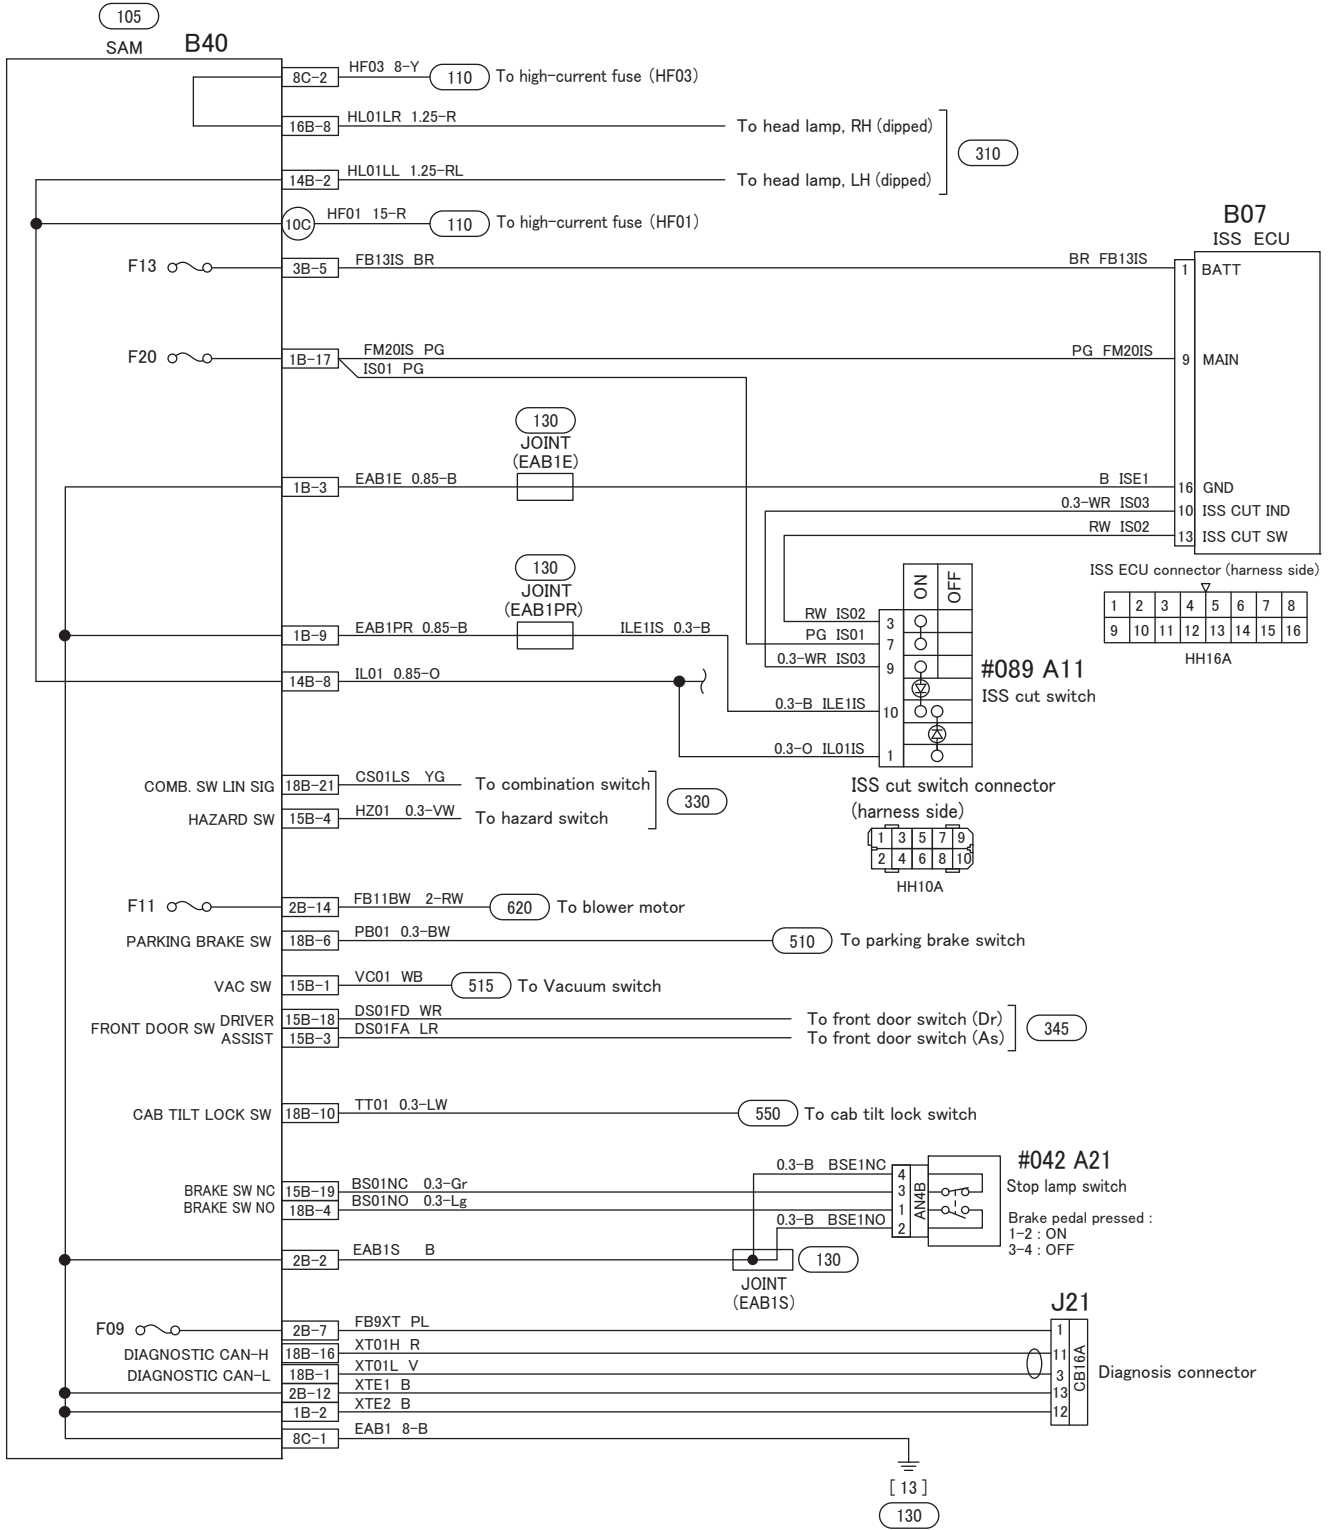 105
SAM B40
8C-2 HF03 8-Y 110 To high-current fuse (HF03)
16B-8 HL01LR 1.25-R To head lamp, RH (dipped)
310
14B-2 HL01LL 1.25-RL To head lamp, LH (dipped)
10C HF01 15-R 110 To high-current fuse (HF01)
B07
ISS ECU
F13 3B-5 FB13IS BR BR FB13IS 1 BATT
F20 1B-17 FM20IS PG PG FM20IS 9 MAIN
IS01 PG
130
JOINT
(EAB1E)
1B-3 EAB1E 0.85-B B ISE1 16 GND
0.3-WR IS03 10 ISS CUT IND
RW IS02 13 ISS CUT SW
ISS ECU connector (harness side)
1 2 3 4 5 6 7 8
9 10 11 12 13 14 15 16
HH16A
130
JOINT
(EAB1PR)
ON OFF
RW IS02 3
1B-9 EAB1PR 0.85-B ILE1IS 0.3-B PG IS01 7
0.3-WR IS03 9
#089 A11
ISS cut switch
14B-8 IL01 0.85-O
0.3-B ILE1IS 10
0.3-O IL01IS 1
ISS cut switch connector
(harness side)
1 3 5 7 9
2 4 6 8 10
HH10A
COMB. SW LIN SIG 18B-21 CS01LS YG To combination switch
330
HAZARD SW 15B-4 HZ01 0.3-VW To hazard switch
F11 2B-14 FB11BW 2-RW 620 To blower motor
PARKING BRAKE SW 18B-6 PB01 0.3-BW 510 To parking brake switch
VAC SW 15B-1 VC01 WB 515 To Vacuum switch
FRONT DOOR SW DRIVER 15B-18 DS01FD WR To front door switch (Dr)
345
ASSIST 15B-3 DS01FA LR To front door switch (As)
CAB TILT LOCK SW 18B-10 TT01 0.3-LW 550 To cab tilt lock switch
#042 A21
Stop lamp switch
0.3-B BSE1NC 4
BRAKE SW NC 15B-19 BS01NC 0.3-Gr 3
BRAKE SW NO 18B-4 BS01NO 0.3-Lg 1
0.3-B BSE1NO 2
AN4B
Brake pedal pressed :
1-2 : ON
3-4 : OFF
2B-2 EAB1S B 130
JOINT
(EAB1S)
J21
F09 2B-7 FB9XT PL 1
DIAGNOSTIC CAN-H 18B-16 XT01H R 11
DIAGNOSTIC CAN-L 18B-1 XT01L V 3
2B-12 XTE1 B 13
1B-2 XTE2 B 12
CB16A
Diagnosis connector
8C-1 EAB1 8-B
[ 13 ]
130